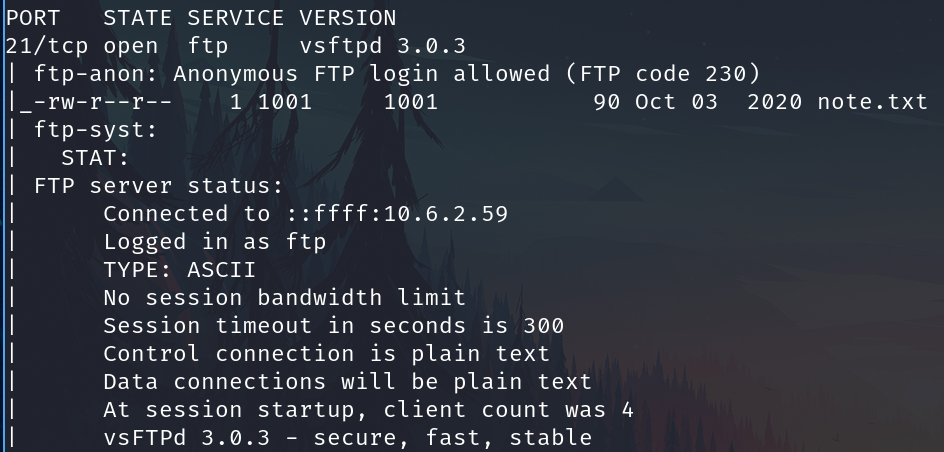 PORT   STATE SERVICE VERSION
21/tcp open  ftp     vsftpd 3.0.3
| ftp-anon: Anonymous FTP login allowed (FTP code 230)
|_-rw-r--r--    1 1001     1001           90 Oct 03  2020 note.txt
| ftp-syst:
|   STAT:
| FTP server status:
|      Connected to ::ffff:10.6.2.59
|      Logged in as ftp
|      TYPE: ASCII
|      No session bandwidth limit
|      Session timeout in seconds is 300
|      Control connection is plain text
|      Data connections will be plain text
|      At session startup, client count was 4
|      vsFTPd 3.0.3 - secure, fast, stable